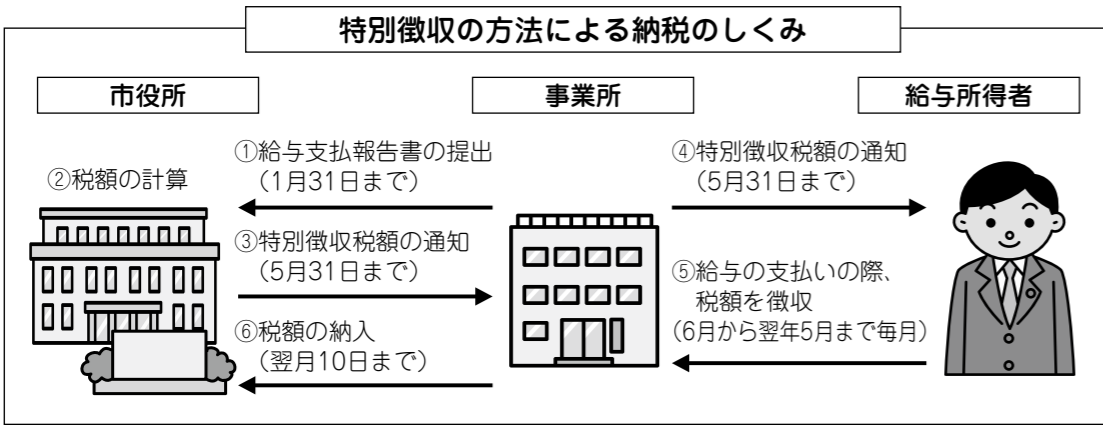 特別徴収の方法による納税のしくみ
市役所
事業所
給与所得者
①給与支払報告書の提出
（1月31日まで）
②税額の計算
③特別徴収税額の通知
（5月31日まで）
④特別徴収税額の通知
（5月31日まで）
⑤給与の支払いの際、
税額を徴収
（6月から翌年5月まで毎月）
⑥税額の納入
（翌月10日まで）